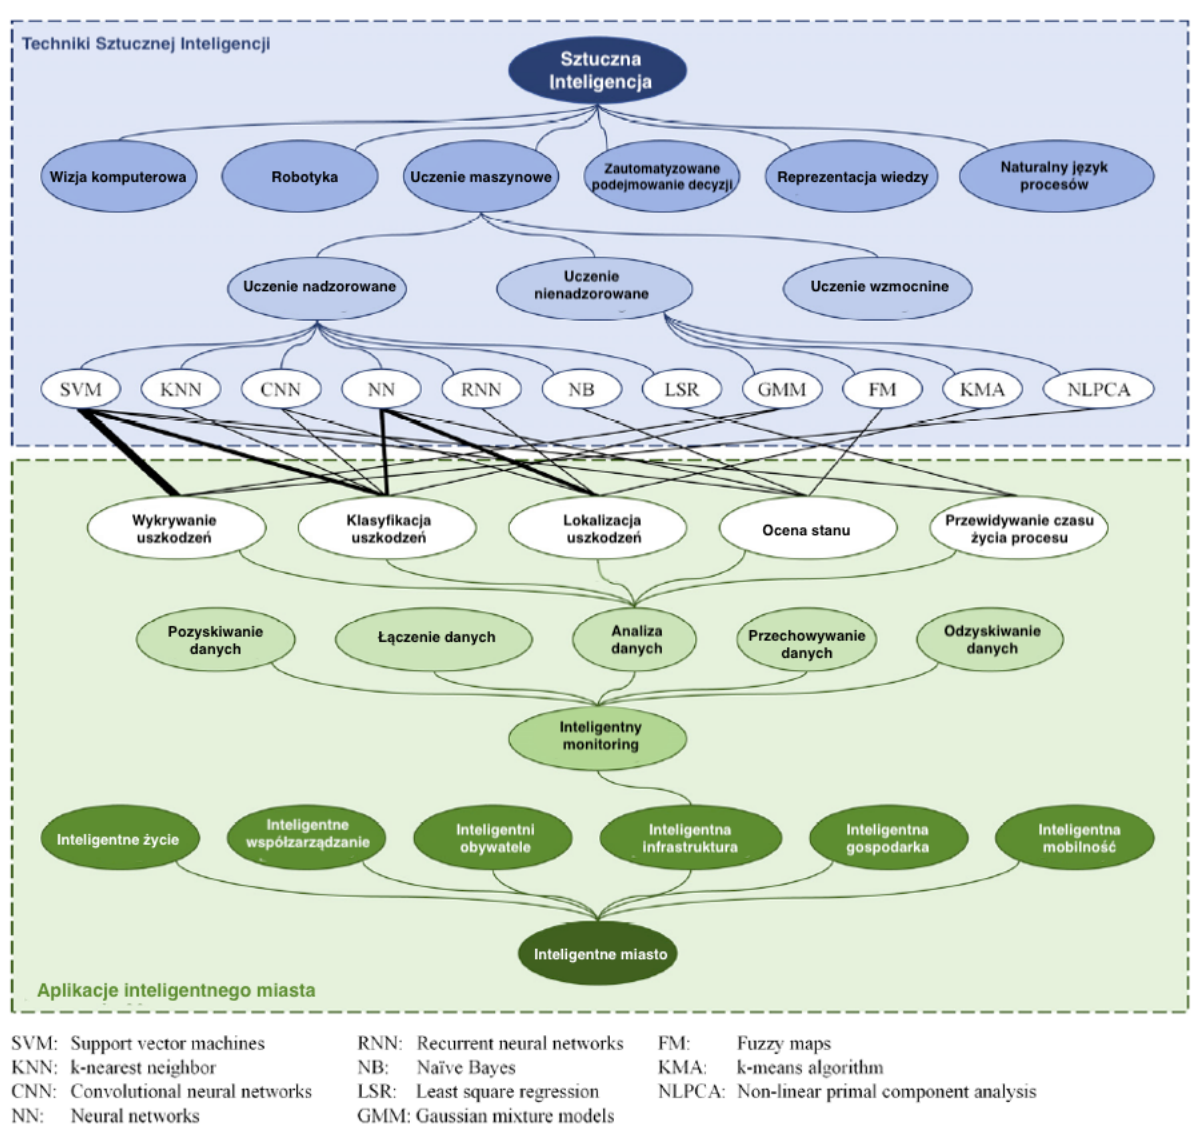 Techniki Sztucznej Inteligencji
Sztuczna
Inteligencja
Wizja komputerowa
Robotyka
Uczenie maszynowe
Zautomatyzowane
podejmowanie decyzji
Reprezentacja wiedzy
Naturalny język
procesów
Uczenie nadzorowane
Uczenie
nienadzorowane
Uczenie wzmocnine
SVM
KNN
CNN
NN
RNN
NB
LSR
GMM
FM
KMA
NLPCA
Wykrywanie
uszkodzeń
Klasyfikacja
uszkodzeń
Lokalizacja
uszkodzeń
Ocena stanu
Przewidywanie czasu
życia procesu
Pozyskiwanie
danych
Łączenie danych
Analiza
danych
Przechowywanie
danych
Odzyskiwanie
danych
Inteligentny
monitoring
Inteligentne życie
Inteligentne
współzarządzanie
Inteligentni
obywatele
Inteligentna
infrastruktura
Inteligentna
gospodarka
Inteligentna
mobilność
Inteligentne miasto
Aplikacje inteligentnego miasta
SVM: Support vector machines
KNN: k-nearest neighbor
CNN: Convolutional neural networks
NN: Neural networks
RNN: Recurrent neural networks
NB: Naïve Bayes
LSR: Least square regression
GMM: Gaussian mixture models
FM: Fuzzy maps
KMA: k-means algorithm
NLPCA: Non-linear primal component analysis